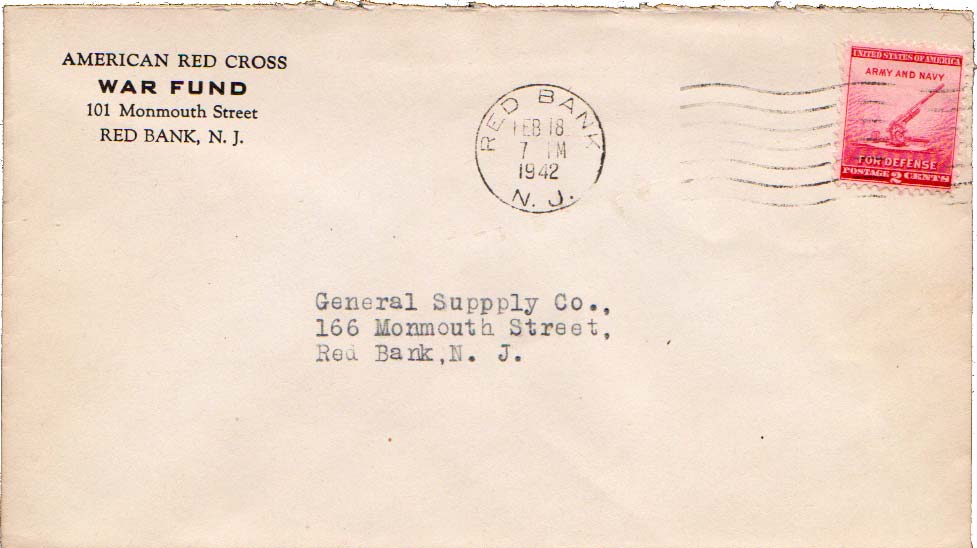 AMERICAN RED CROSS
WAR FUND
101 Monmouth Street
RED BANK, N. J.
RED BANK
FEB 18
7
1942
N. J.
UNITED STATES OF AMERICA
ARMY AND NAVY
FOR DEFENSE
POSTAGE 2 CENTS
General Suppply Co.,
166 Monmouth Street,
Red Bank,N. J.